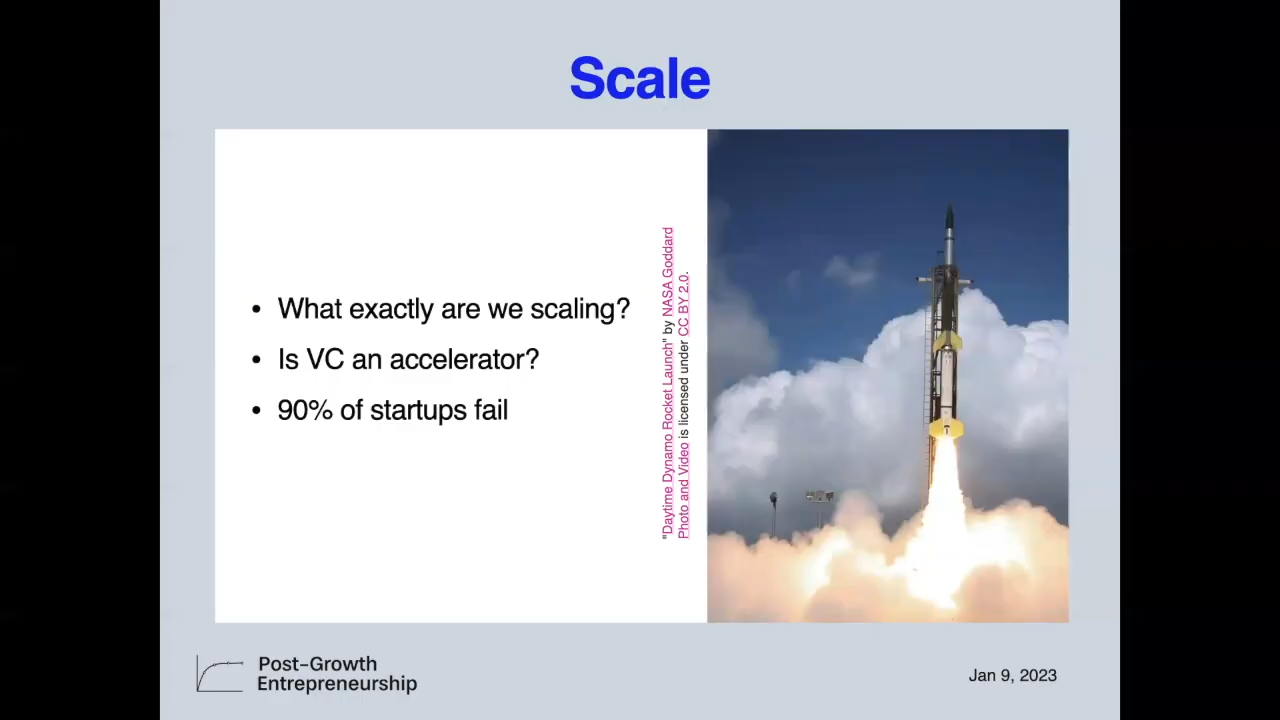 Scale
• What exactly are we scaling?
• Is VC an accelerator?
• 90% of startups fail
"Daytime Dynamo Rocket Launch" by NASA Goddard
Photo and Video is licensed under CC BY 2.0.
Post-Growth
Entrepreneurship
Jan 9, 2023